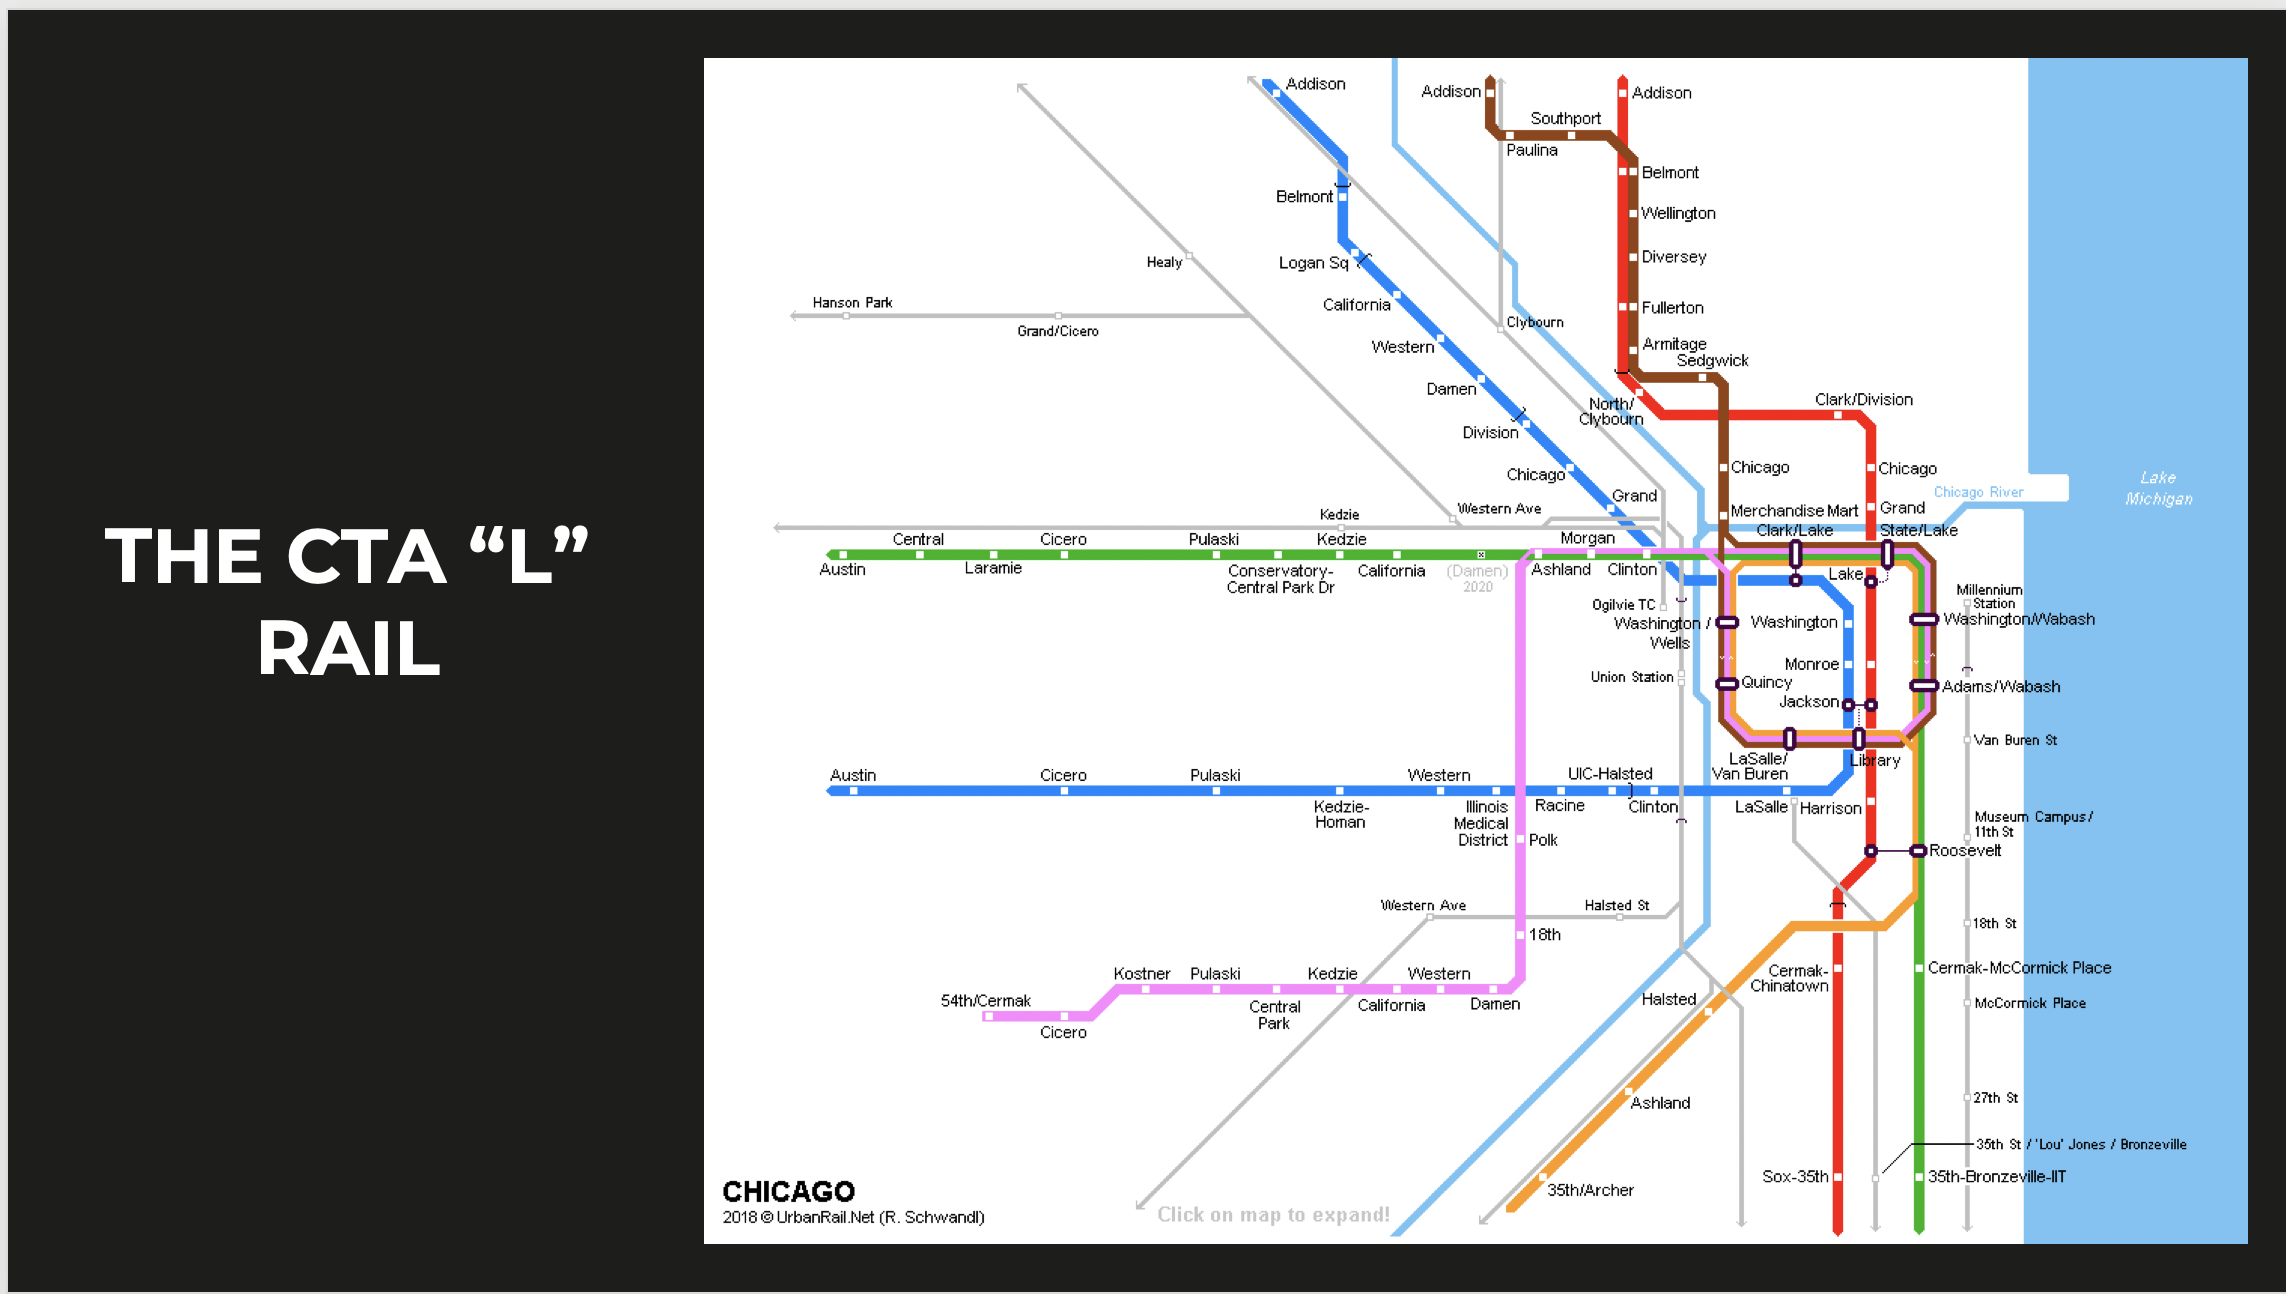 THE CTA “L”
RAIL
Addison
Addison
Addison
Southport
Paulina
Belmont
Belmont
Wellington
Diversey
Healy
Logan Sq
California
Hanson Park
Grand/Cicero
Fullerton
Clybourn
Western
Armitage
Sedgwick
Damen
North/
Clybourn
Clark/Division
Division
Chicago
Chicago
Chicago
Lake
Michigan
Chicago River
Grand
Grand
Kedzie
Western Ave
Merchandise Mart
Clark/Lake
State/Lake
Central
Cicero
Pulaski
Kedzie
Morgan
Austin
Laramie
Conservatory-
Central Park Dr
California
(Damen)
2020
Ashland
Clinton
Lake
Millennium
Station
Ogilvie TC
Washington /
Wells
Washington
Washington/Wabash
Monroe
Union Station
Quincy
Adams/Wabash
Jackson
Van Buren St
LaSalle/
Van Buren
Library
Austin
Cicero
Pulaski
Western
UIC-Halsted
Kedzie-
Homan
Illinois
Medical
District
Racine
Clinton
LaSalle
Harrison
Museum Campus/
11th St
Polk
Roosevelt
Western Ave
Halsted St
18th St
18th
Kostner
Pulaski
Kedzie
Western
Cermak-
Chinatown
Cermak-McCormick Place
54th/Cermak
Cicero
Central
Park
California
Damen
Halsted
McCormick Place
Ashland
27th St
35th St / 'Lou' Jones / Bronzeville
Sox-35th
35th-Bronzeville-IIT
35th/Archer
CHICAGO
2018 © UrbanRail.Net (R. Schwandl)
Click on map to expand!